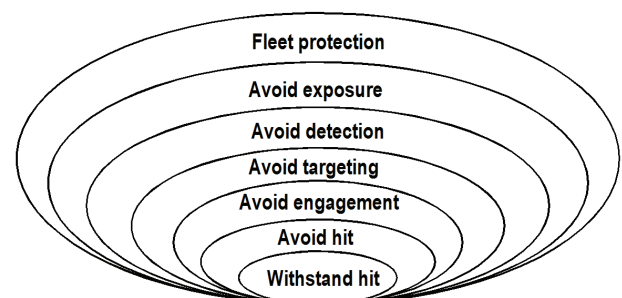 Fleet protection
Avoid exposure
Avoid detection
Avoid targeting
Avoid engagement
Avoid hit
Withstand hit